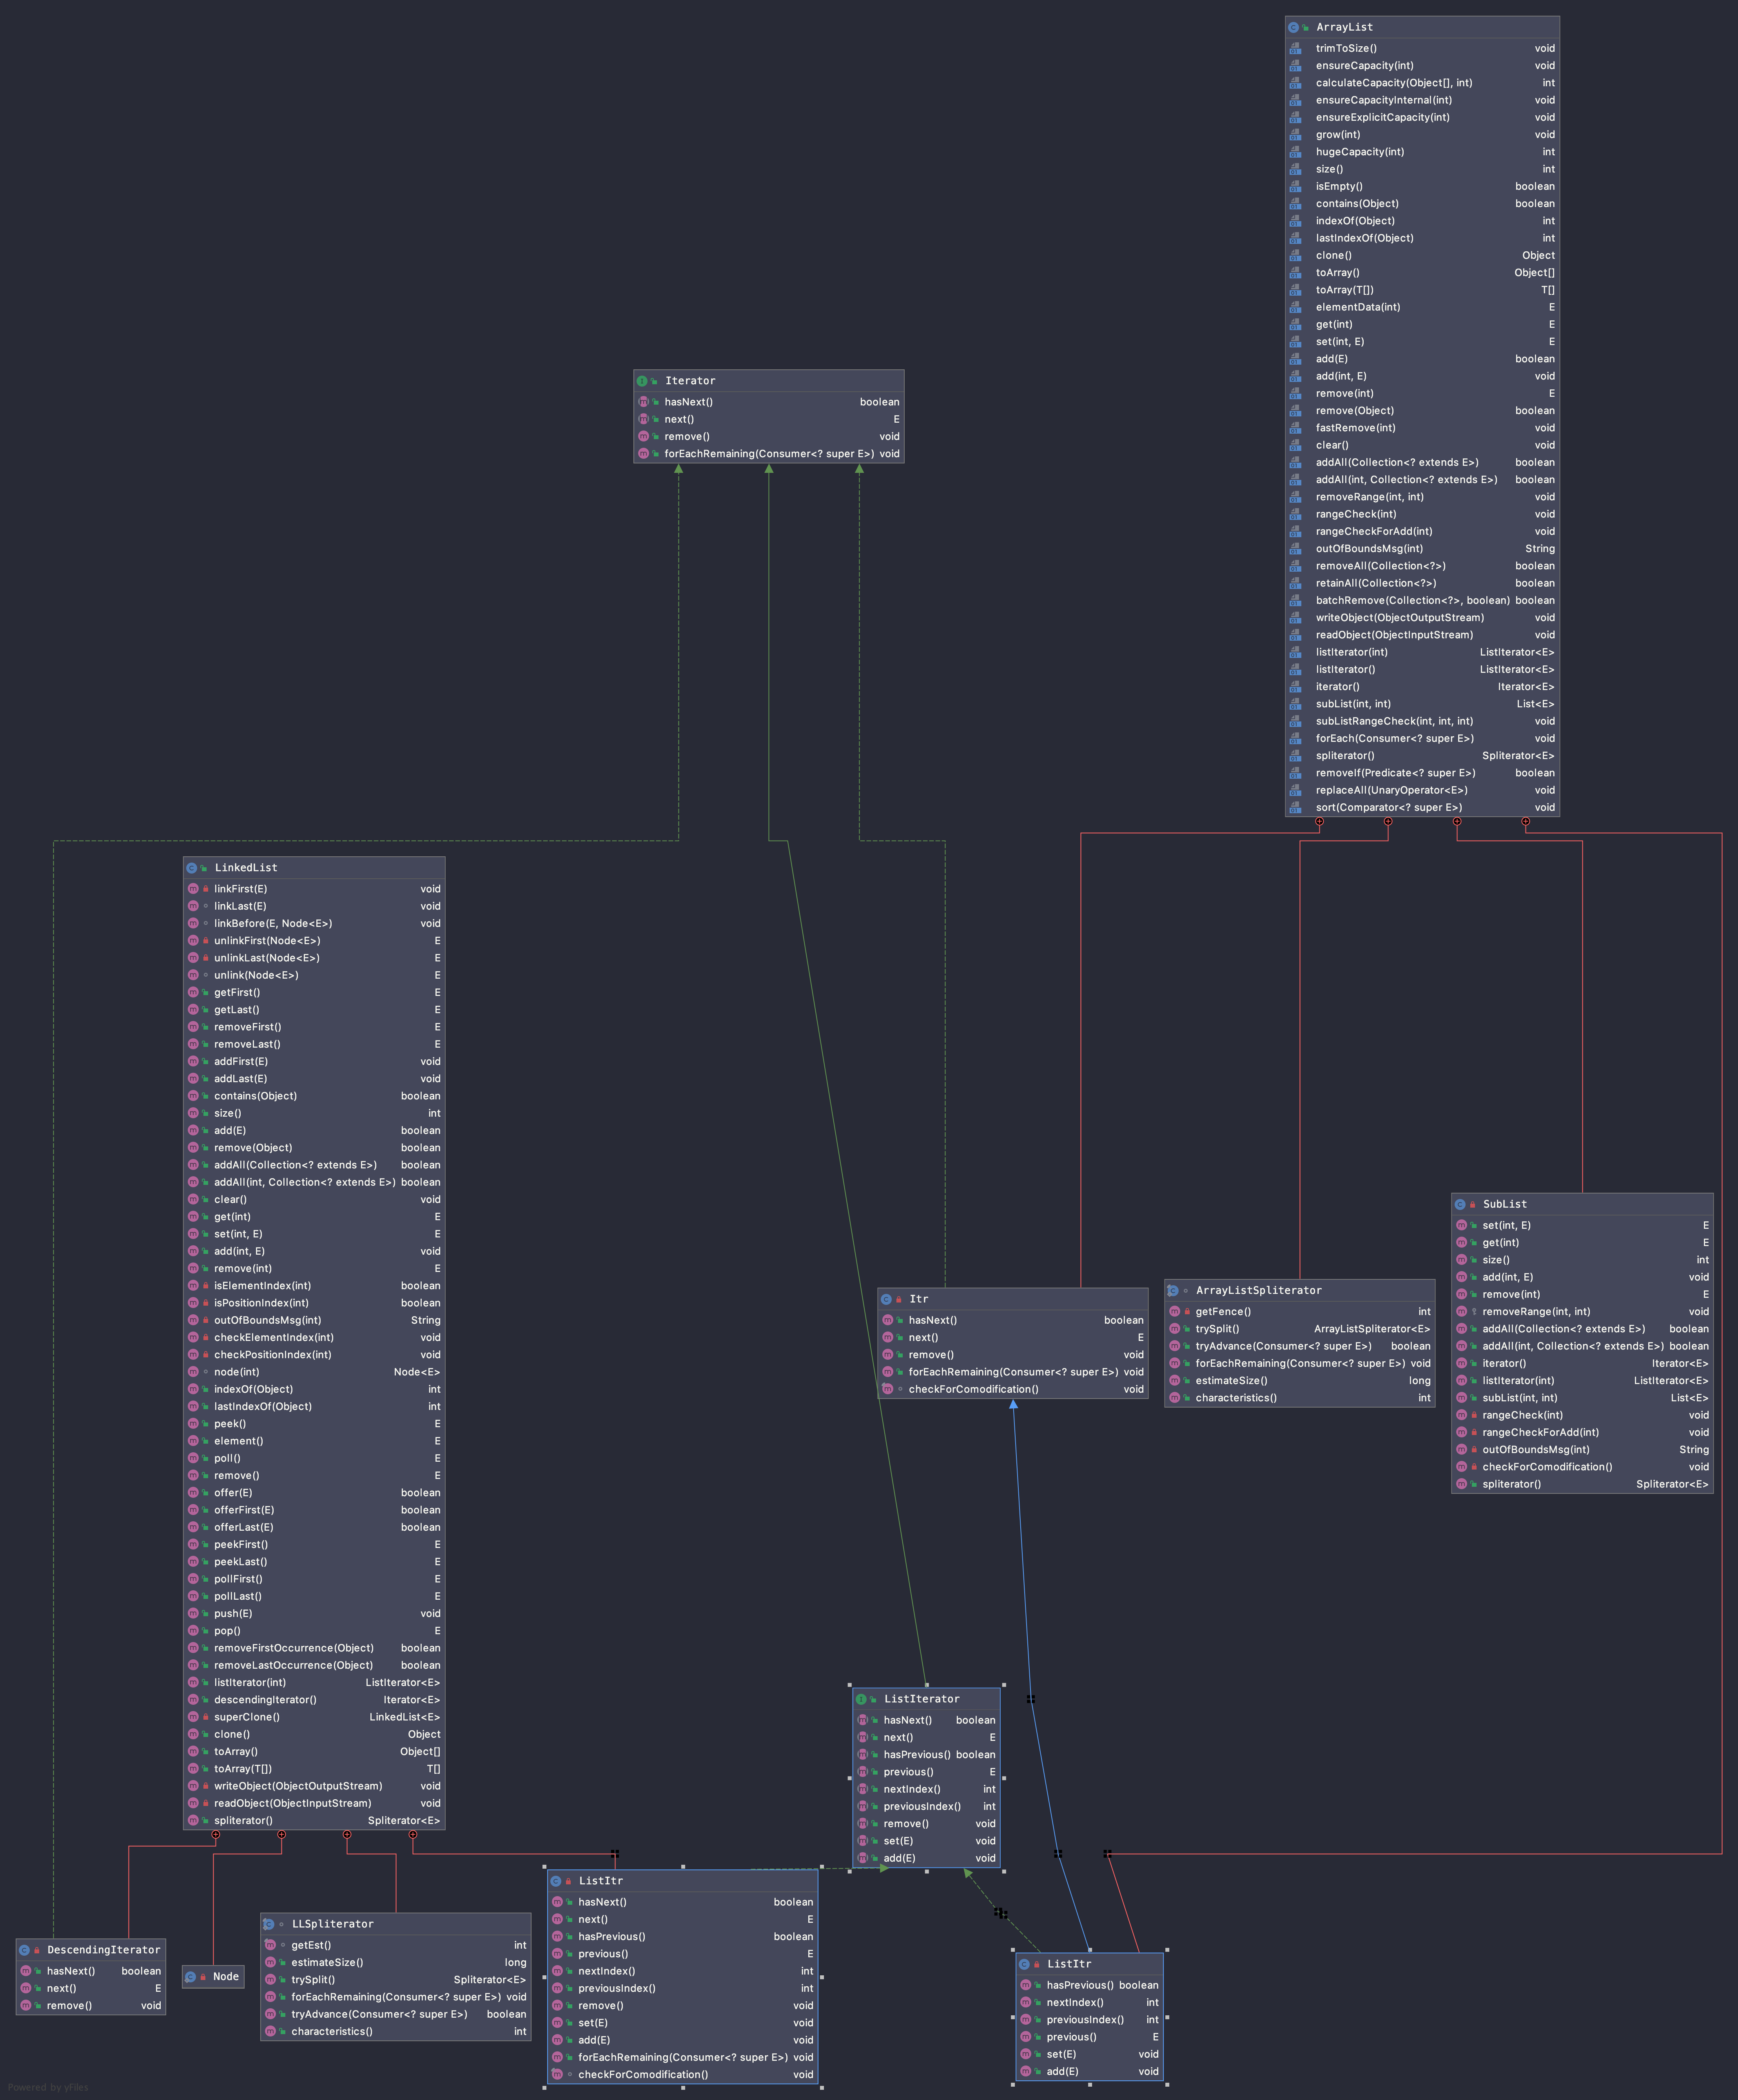 ArrayList
trimToSize() void
ensureCapacity(int) void
calculateCapacity(Object[], int) int
ensureCapacityInternal(int) void
ensureExplicitCapacity(int) void
grow(int) void
hugeCapacity(int) int
size() int
isEmpty() boolean
contains(Object) boolean
indexOf(Object) int
lastIndexOf(Object) int
clone() Object
toArray() Object[]
toArray(T[]) T[]
elementData(int) E
get(int) E
set(int, E) E
add(E) boolean
add(int, E) void
remove(int) E
remove(Object) boolean
fastRemove(int) void
clear() void
addAll(Collection<? extends E>) boolean
addAll(int, Collection<? extends E>) boolean
removeRange(int, int) void
rangeCheck(int) void
rangeCheckForAdd(int) void
outOfBoundsMsg(int) String
removeAll(Collection<?>) boolean
retainAll(Collection<?>) boolean
batchRemove(Collection<?>, boolean) boolean
writeObject(ObjectOutputStream) void
readObject(ObjectInputStream) void
listIterator(int) ListIterator<E>
listIterator() ListIterator<E>
iterator() Iterator<E>
subList(int, int) List<E>
subListRangeCheck(int, int, int) void
forEach(Consumer<? super E>) void
spliterator() Spliterator<E>
removeIf(Predicate<? super E>) boolean
replaceAll(UnaryOperator<E>) void
sort(Comparator<? super E>) void
Iterator
hasNext() boolean
next() E
remove() void
forEachRemaining(Consumer<? super E>) void
LinkedList
linkFirst(E) void
linkLast(E) void
linkBefore(E, Node<E>) void
unlinkFirst(Node<E>) E
unlinkLast(Node<E>) E
unlink(Node<E>) E
getFirst() E
getLast() E
removeFirst() E
removeLast() E
addFirst(E) void
addLast(E) void
contains(Object) boolean
size() int
add(E) boolean
remove(Object) boolean
addAll(Collection<? extends E>) boolean
addAll(int, Collection<? extends E>) boolean
clear() void
get(int) E
set(int, E) E
add(int, E) void
remove(int) E
isElementIndex(int) boolean
isPositionIndex(int) boolean
outOfBoundsMsg(int) String
checkElementIndex(int) void
checkPositionIndex(int) void
node(int) Node<E>
indexOf(Object) int
lastIndexOf(Object) int
peek() E
element() E
poll() E
remove() E
offer(E) boolean
offerFirst(E) boolean
offerLast(E) boolean
peekFirst() E
peekLast() E
pollFirst() E
pollLast() E
push(E) void
pop() E
removeFirstOccurrence(Object) boolean
removeLastOccurrence(Object) boolean
listIterator(int) ListIterator<E>
descendingIterator() Iterator<E>
superClone() LinkedList<E>
clone() Object
toArray() Object[]
toArray(T[]) T[]
writeObject(ObjectOutputStream) void
readObject(ObjectInputStream) void
spliterator() Spliterator<E>
Itr
hasNext() boolean
next() E
remove() void
forEachRemaining(Consumer<? super E>) void
checkForComodification() void
ArrayListSpliterator
getFence() int
trySplit() ArrayListSpliterator<E>
tryAdvance(Consumer<? super E>) boolean
forEachRemaining(Consumer<? super E>) void
estimateSize() long
characteristics() int
SubList
set(int, E) E
get(int) E
size() int
add(int, E) void
remove(int) E
removeRange(int, int) void
addAll(Collection<? extends E>) boolean
addAll(int, Collection<? extends E>) boolean
iterator() Iterator<E>
listIterator(int) ListIterator<E>
subList(int, int) List<E>
rangeCheck(int) void
rangeCheckForAdd(int) void
outOfBoundsMsg(int) String
checkForComodification() void
spliterator() Spliterator<E>
ListIterator
hasNext() boolean
next() E
hasPrevious() boolean
previous() E
nextIndex() int
previousIndex() int
remove() void
set(E) void
add(E) void
DescendingIterator
hasNext() boolean
next() E
remove() void
Node
LLSpliterator
getEst() int
estimateSize() long
trySplit() Spliterator<E>
forEachRemaining(Consumer<? super E>) void
tryAdvance(Consumer<? super E>) boolean
characteristics() int
ListItr
hasNext() boolean
next() E
hasPrevious() boolean
previous() E
nextIndex() int
previousIndex() int
remove() void
set(E) void
add(E) void
forEachRemaining(Consumer<? super E>) void
checkForComodification() void
ListItr
hasPrevious() boolean
nextIndex() int
previousIndex() int
previous() E
set(E) void
add(E) void
Powered by yFiles